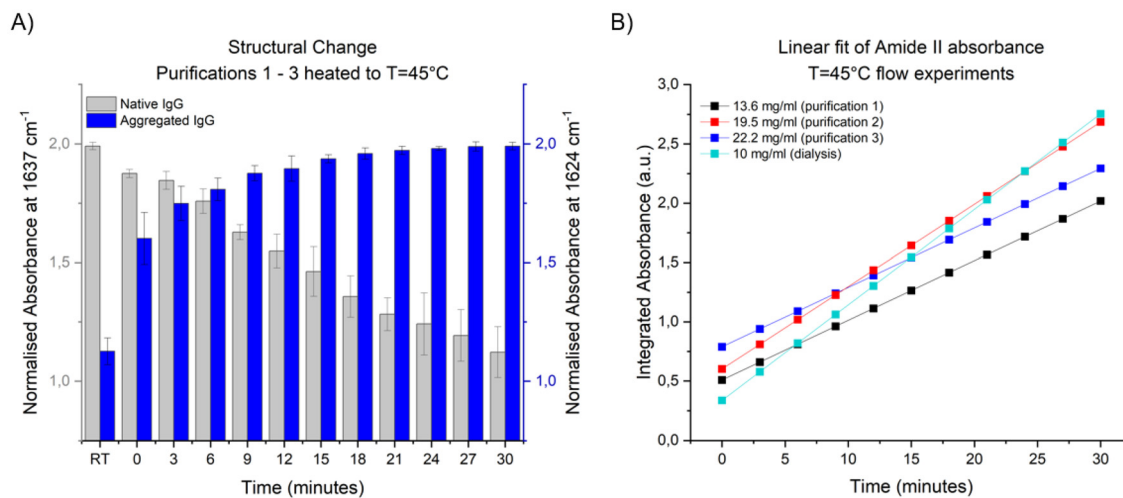 A)
Structural Change
Purifications 1 - 3 heated to T=45°C
Native IgG
Aggregated IgG
Normalised Absorbance at 1637 cm⁻¹
2,0
1,5
1,0
2,0
1,5
1,0
Normalised Absorbance at 1624 cm⁻¹
RT 0 3 6 9 12 15 18 21 24 27 30
Time (minutes)
B)
Linear fit of Amide II absorbance
T=45°C flow experiments
13.6 mg/ml (purification 1)
19.5 mg/ml (purification 2)
22.2 mg/ml (purification 3)
10 mg/ml (dialysis)
Integrated Absorbance (a.u.)
3,0
2,5
2,0
1,5
1,0
0,5
0,0
0 5 10 15 20 25 30
Time (minutes)